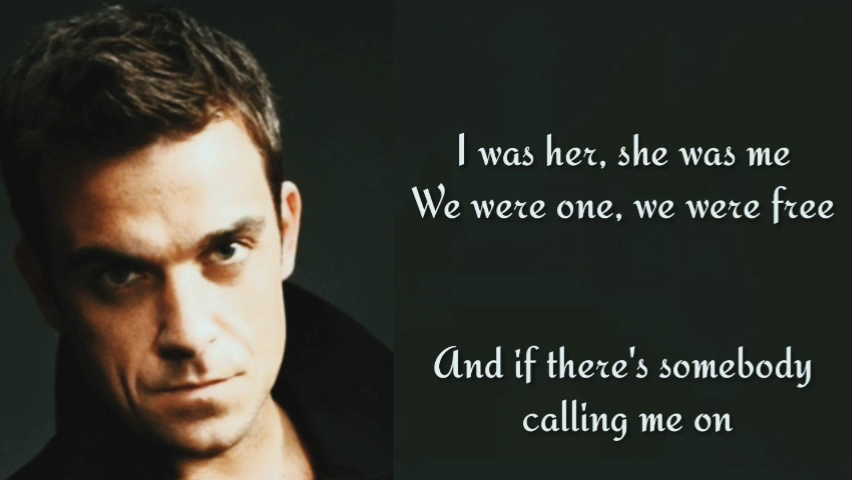 I was her, she was me
We were one, we were free
And if there's somebody
calling me on